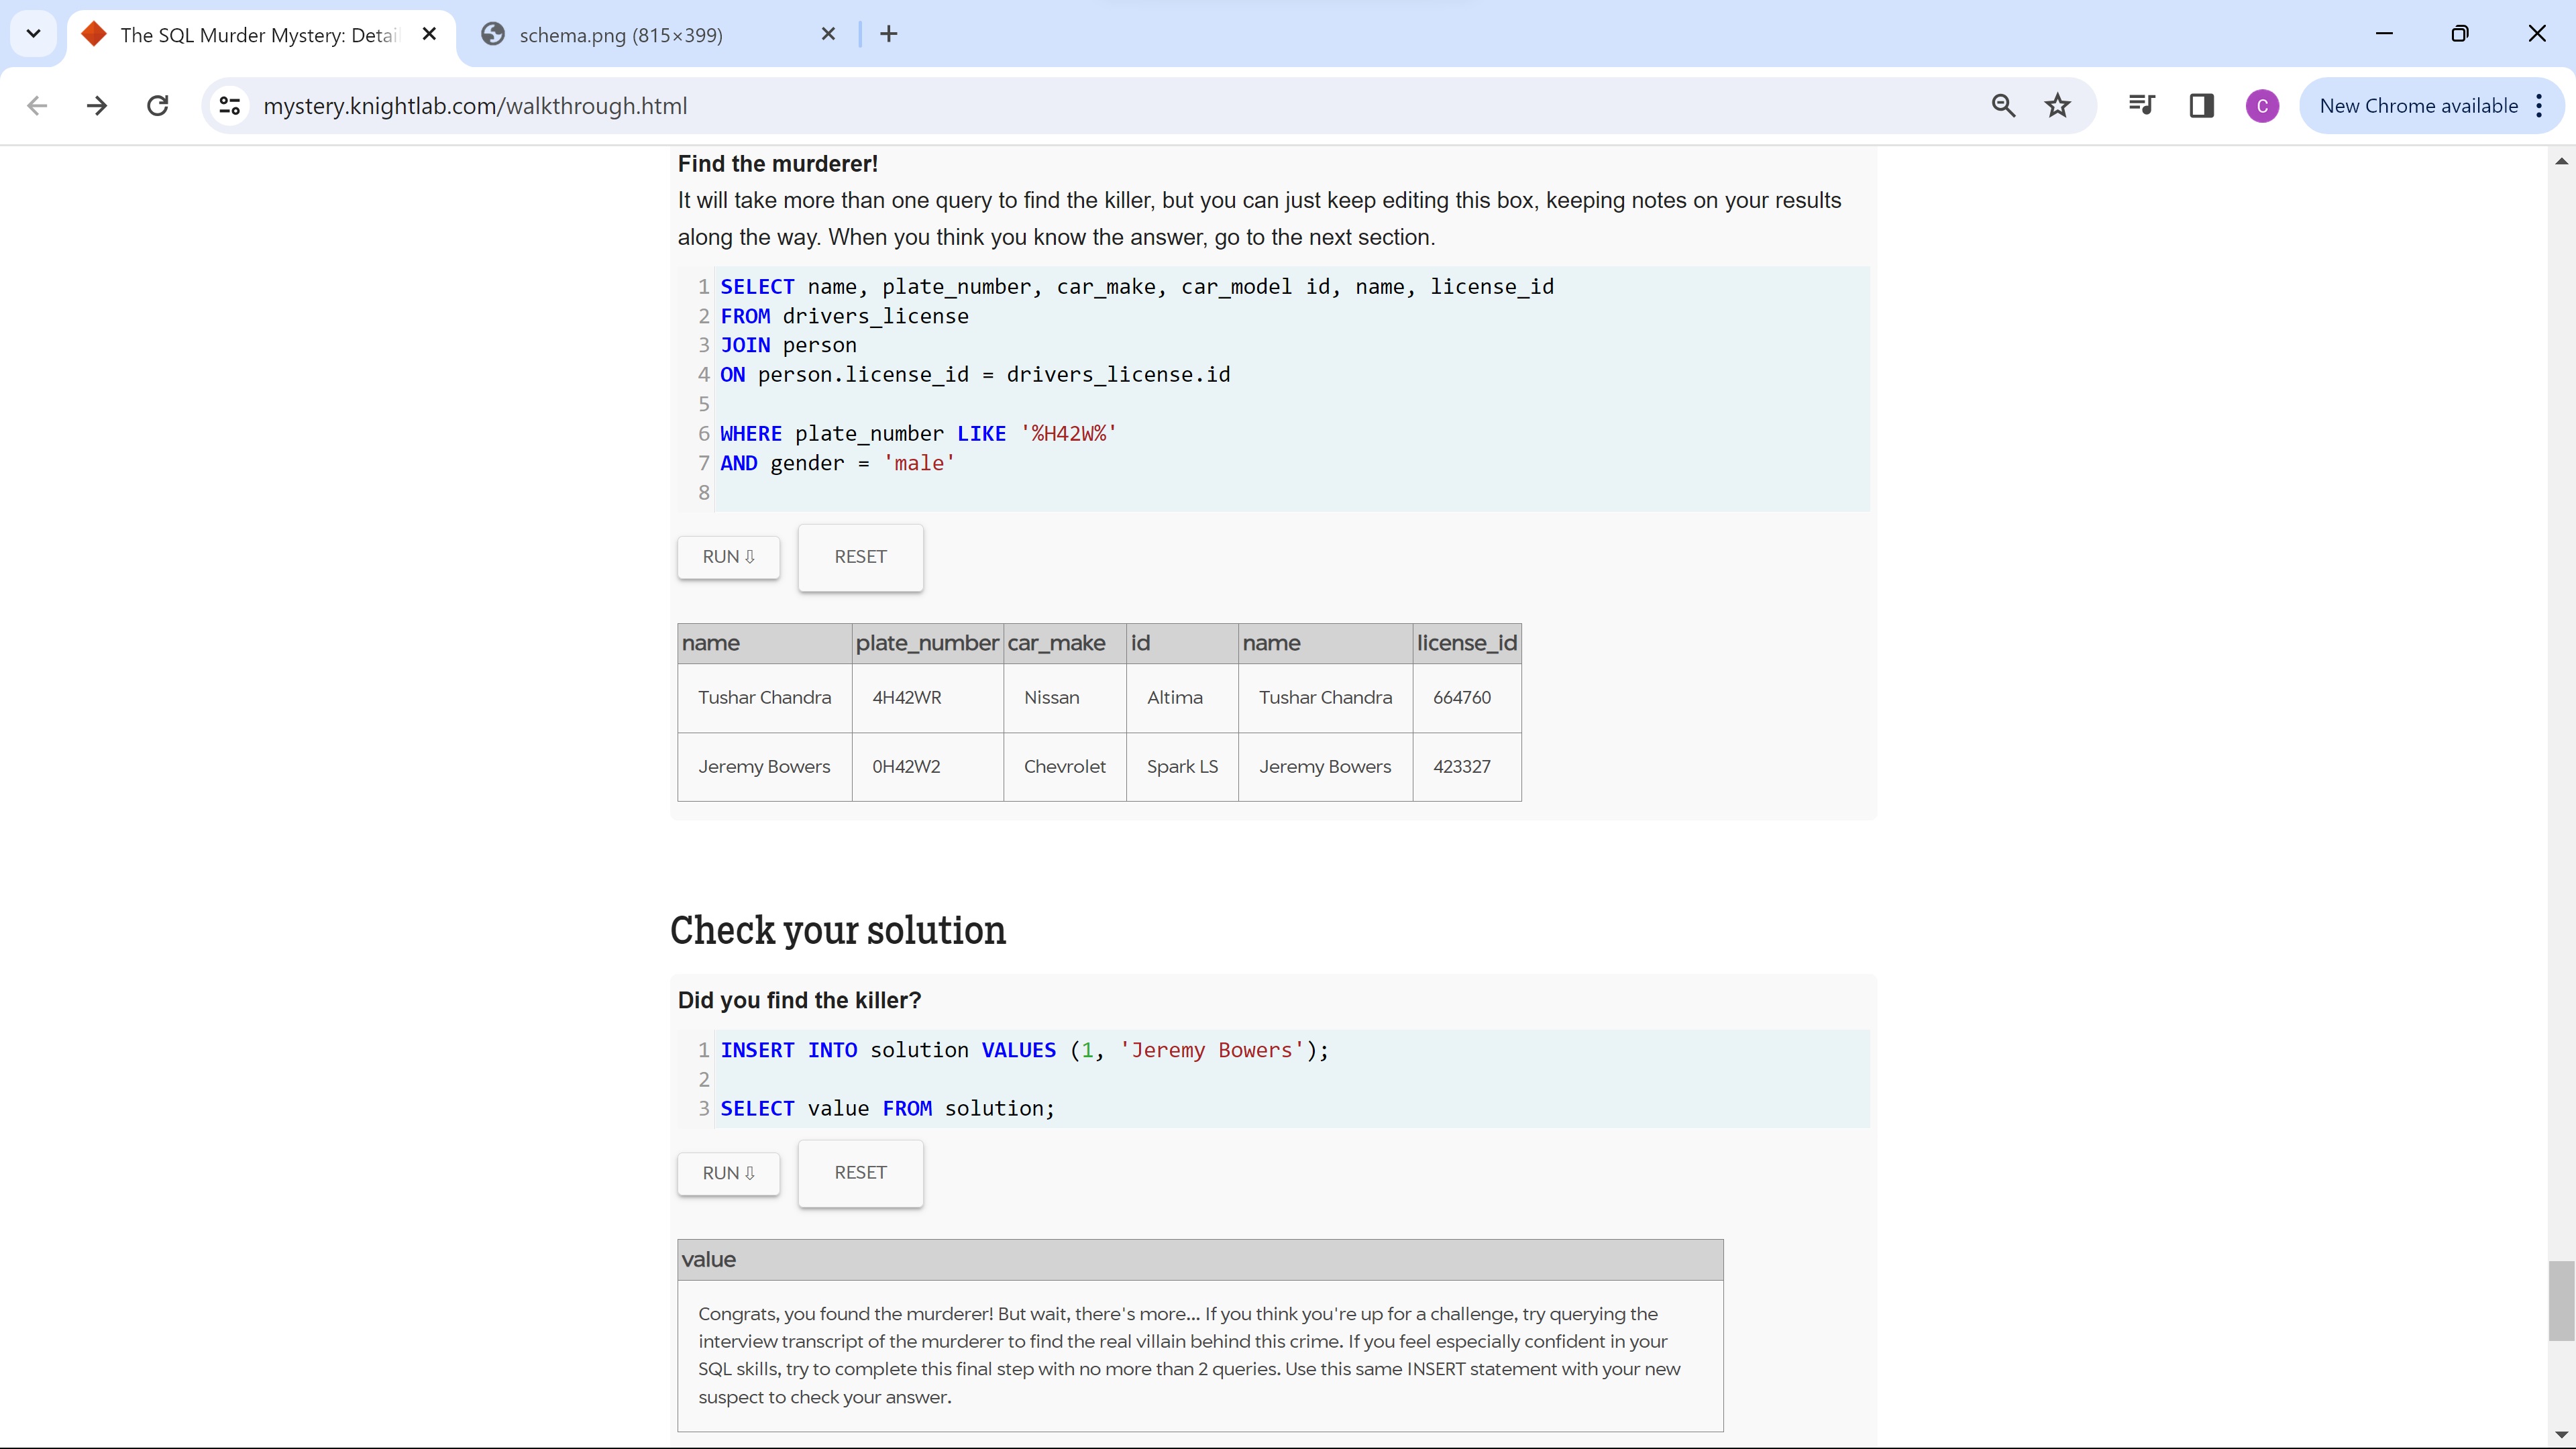 The SQL Murder Mystery: Detail
schema.png (815×399)
mystery.knightlab.com/walkthrough.html
C
New Chrome available
Find the murderer!
It will take more than one query to find the killer, but you can just keep editing this box, keeping notes on your results
along the way. When you think you know the answer, go to the next section.
1 SELECT name, plate_number, car_make, car_model id, name, license_id
2 FROM drivers_license
3 JOIN person
4 ON person.license_id = drivers_license.id
5
6 WHERE plate_number LIKE '%H42W%'
7 AND gender = 'male'
8
RUN ⇩ RESET
name plate_number car_make id name license_id
Tushar Chandra 4H42WR Nissan Altima Tushar Chandra 664760
Jeremy Bowers 0H42W2 Chevrolet Spark LS Jeremy Bowers 423327
Check your solution
Did you find the killer?
1 INSERT INTO solution VALUES (1, 'Jeremy Bowers');
2
3 SELECT value FROM solution;
RUN ⇩ RESET
value
Congrats, you found the murderer! But wait, there's more... If you think you're up for a challenge, try querying the
interview transcript of the murderer to find the real villain behind this crime. If you feel especially confident in your
SQL skills, try to complete this final step with no more than 2 queries. Use this same INSERT statement with your new
suspect to check your answer.